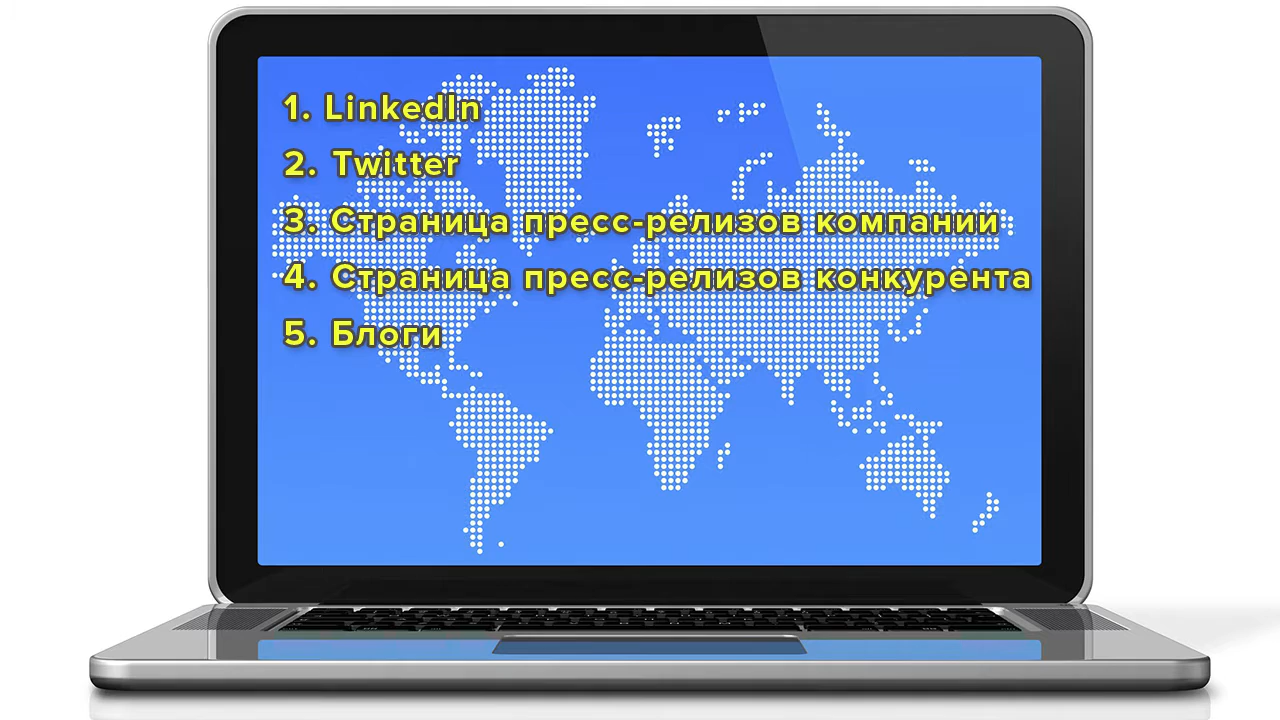 1. LinkedIn
2. Twitter
3. Страница пресс-релизов компании
4. Страница пресс-релизов конкурента
5. Блоги